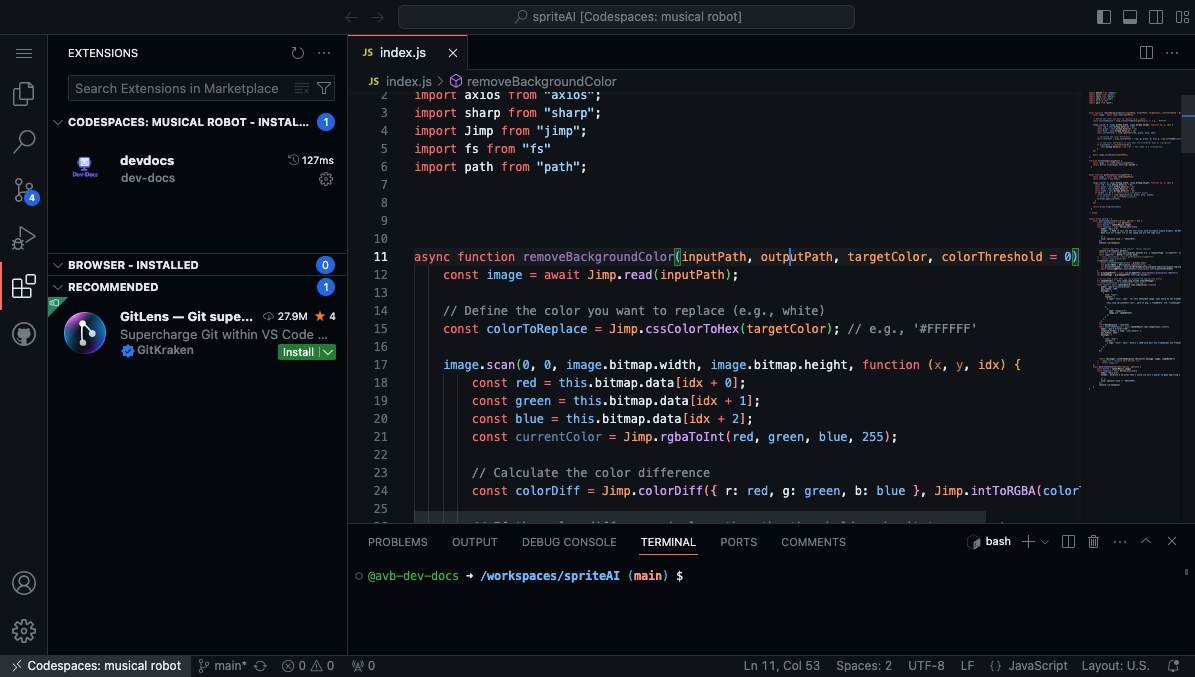 spriteAI [Codespaces: musical robot]
EXTENSIONS
Search Extensions in Marketplace
CODESPACES: MUSICAL ROBOT - INSTAL... 1
Dev-Docs
devdocs 127ms
dev-docs
4
BROWSER - INSTALLED 0
RECOMMENDED 1
GitLens — Git supe... 27.9M ★ 4
Supercharge Git within VS Code ...
GitKraken Install
JS index.js
JS index.js > removeBackgroundColor
2 import axios from "axios";
3 import sharp from "sharp";
4 import Jimp from "jimp";
5 import fs from "fs"
6 import path from "path";
7
8
9
10
11 async function removeBackgroundColor(inputPath, outputPath, targetColor, colorThreshold = 0)
12 const image = await Jimp.read(inputPath);
13
14 // Define the color you want to replace (e.g., white)
15 const colorToReplace = Jimp.cssColorToHex(targetColor); // e.g., '#FFFFFF'
16
17 image.scan(0, 0, image.bitmap.width, image.bitmap.height, function (x, y, idx) {
18 const red = this.bitmap.data[idx + 0];
19 const green = this.bitmap.data[idx + 1];
20 const blue = this.bitmap.data[idx + 2];
21 const currentColor = Jimp.rgbaToInt(red, green, blue, 255);
22
23 // Calculate the color difference
24 const colorDiff = Jimp.colorDiff({ r: red, g: green, b: blue }, Jimp.intToRGBA(color
25
PROBLEMS OUTPUT DEBUG CONSOLE TERMINAL PORTS COMMENTS bash
@avb-dev-docs → /workspaces/spriteAI (main) $
Codespaces: musical robot main* 0 0 0 Ln 11, Col 53 Spaces: 2 UTF-8 LF {} JavaScript Layout: U.S.